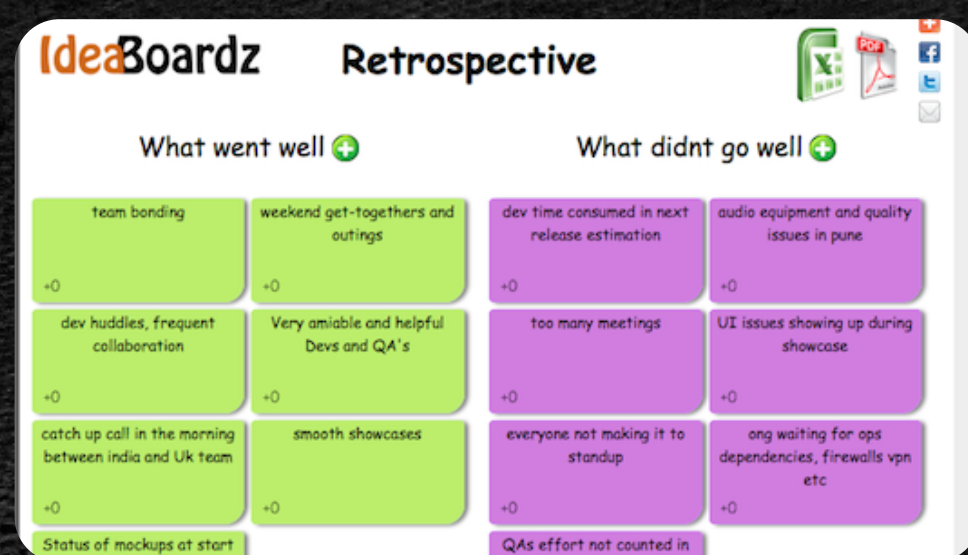 IdeaBoardz
Retrospective
PDF
What went well
What didnt go well
team bonding
+0
weekend get-togethers and
outings
+0
dev time consumed in next
release estimation
+0
audio equipment and quality
issues in pune
+0
dev huddles, frequent
collaboration
+0
Very amiable and helpful
Devs and QA's
+0
too many meetings
+0
UI issues showing up during
showcase
+0
catch up call in the morning
between india and Uk team
+0
smooth showcases
+0
everyone not making it to
standup
+0
ong waiting for ops
dependencies, firewalls vpn
etc
+0
Status of mockups at start
QAs effort not counted in